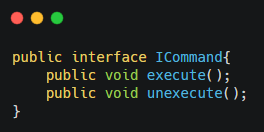 public interface ICommand{
    public void execute();
    public void unexecute();
}